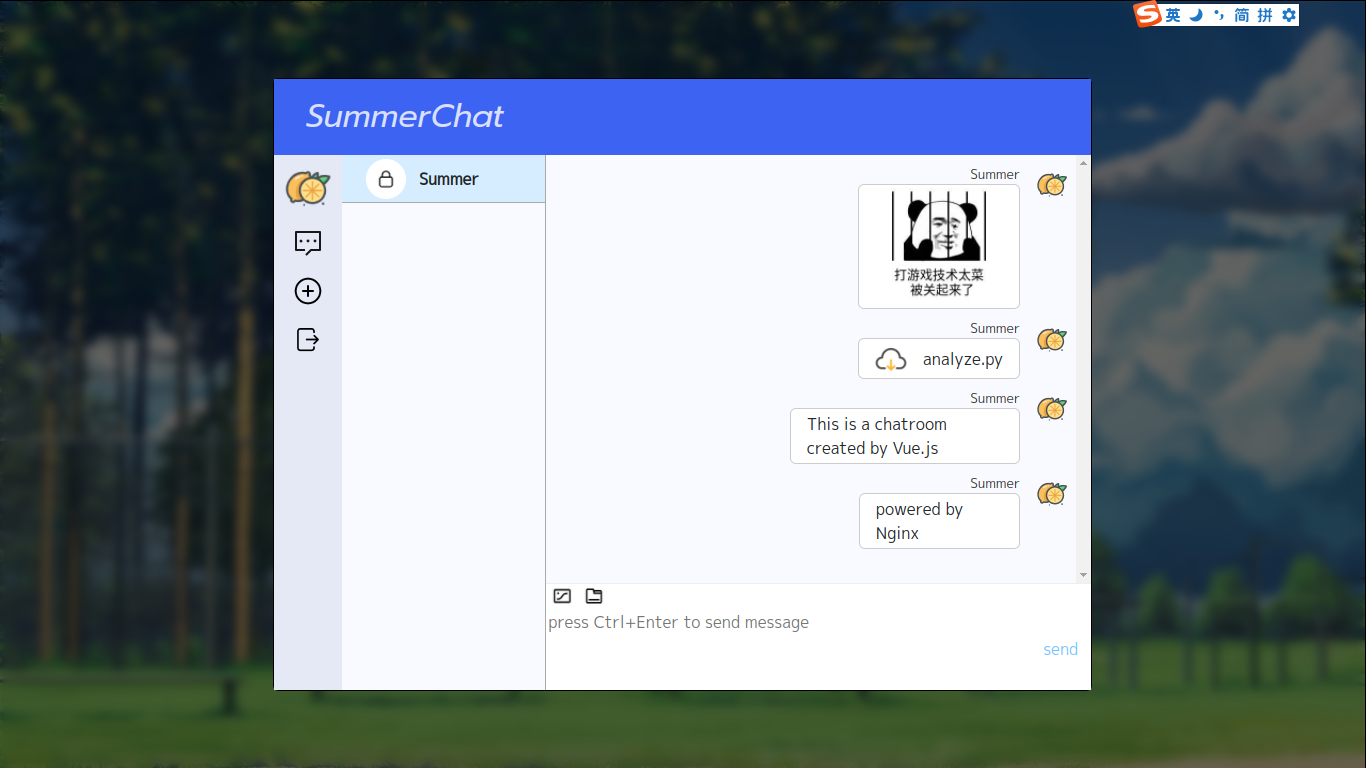 英 简 拼
SummerChat
Summer
Summer
打游戏技术太菜
被关起来了
Summer
analyze.py
Summer
This is a chatroom
created by Vue.js
Summer
powered by
Nginx
press Ctrl+Enter to send message
send